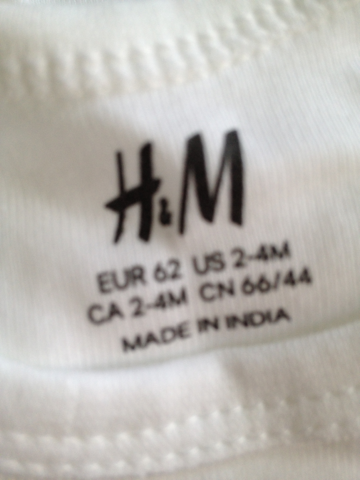 H&M
EUR 62 US 2-4M
CA 2-4M CN 66/44
MADE IN INDIA